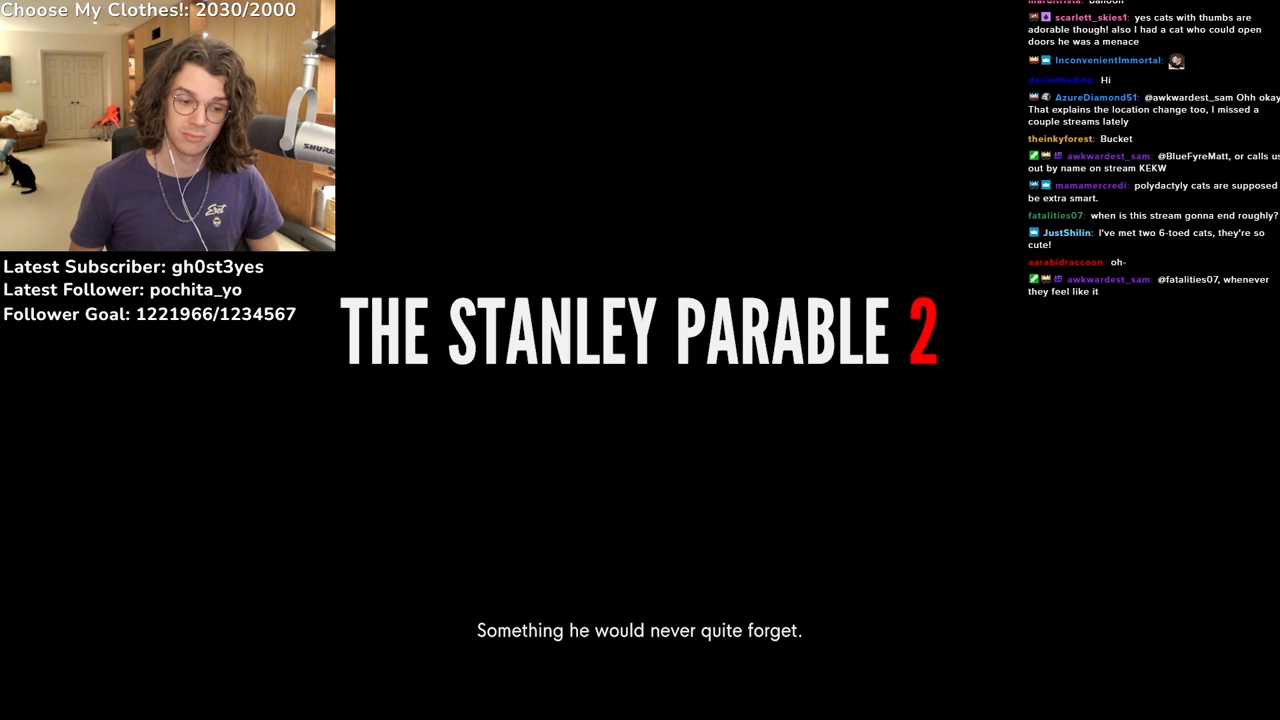 Choose My Clothes!: 2030/2000
SHURE
Eret
Latest Subscriber: gh0st3yes
Latest Follower: pochita_yo
Follower Goal: 1221966/1234567
THE STANLEY PARABLE 2
Something he would never quite forget.
scarlett_skies1: yes cats with thumbs are
adorable though! also I had a cat who could open
doors he was a menace
InconvenientImmortal:
Hi
AzureDiamond51: @awkwardest_sam Ohh okay
That explains the location change too, I missed a
couple streams lately
theinkyforest: Bucket
awkwardest_sam: @BlueFyreMatt, or calls us
out by name on stream KEKW
mamamercredi: polydactyly cats are supposed
be extra smart.
fatalities07: when is this stream gonna end roughly?
JustShilin: I've met two 6-toed cats, they're so
cute!
aarabidraccoon: oh-
awkwardest_sam: @fatalities07, whenever
they feel like it